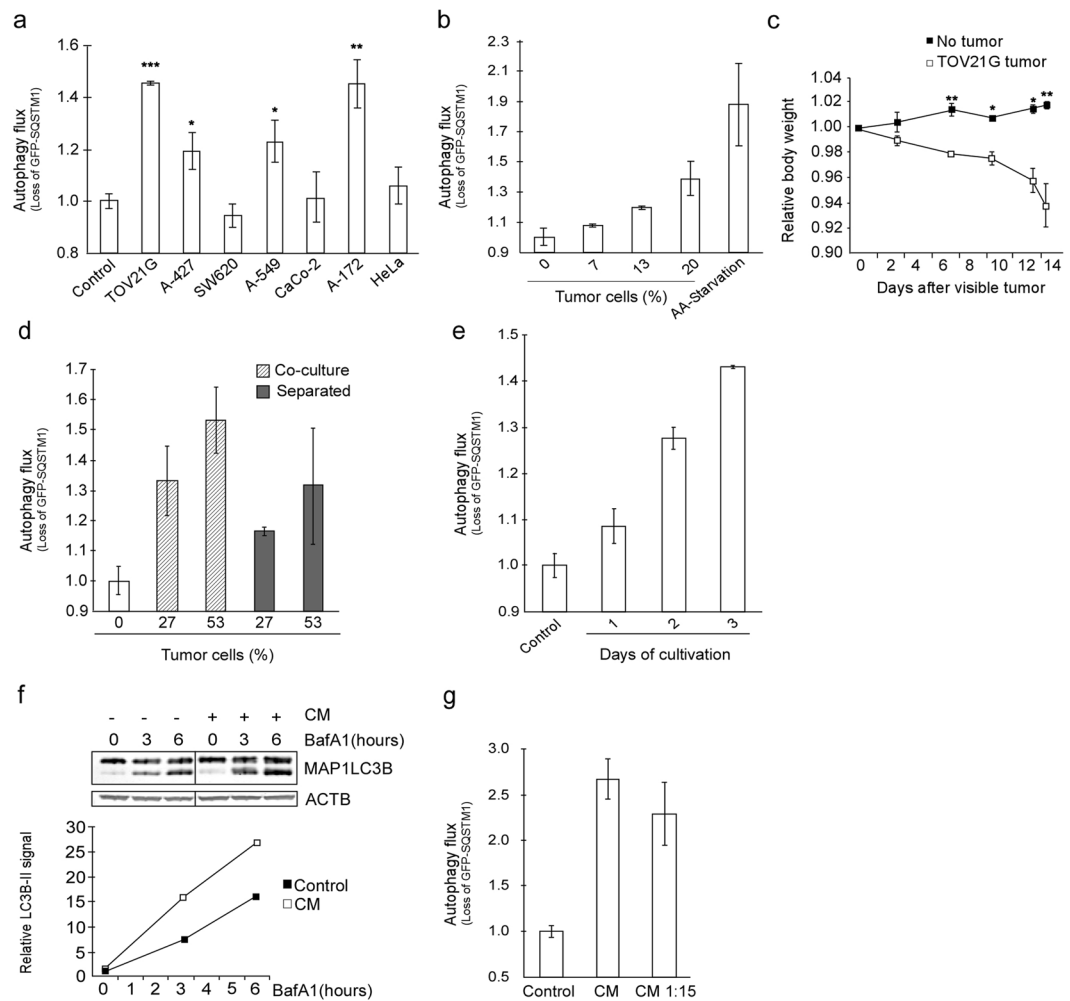 a
Autophagy flux
(Loss of GFP-SQSTM1)
1.6
1.4
1.2
1.0
0.8
***
*
*
**
Control
TOV21G
A-427
SW620
A-549
CaCo-2
A-172
HeLa
b
Autophagy flux
(Loss of GFP-SQSTM1)
2.3
2.1
1.9
1.7
1.5
1.3
1.1
0.9
0
7
13
20
AA-Starvation
Tumor cells (%)
c
No tumor
TOV21G tumor
Relative body weight
1.04
1.02
1.00
0.98
0.96
0.94
0.92
0.90
**
*
*
**
0 2 4 6 8 10 12 14
Days after visible tumor
d
Co-culture
Separated
Autophagy flux
(Loss of GFP-SQSTM1)
1.7
1.6
1.5
1.4
1.3
1.2
1.1
1.0
0.9
0 27 53 27 53
Tumor cells (%)
e
Autophagy flux
(Loss of GFP-SQSTM1)
1.5
1.4
1.3
1.2
1.1
1.0
0.9
Control
1
2
3
Days of cultivation
f
- - - + + + CM
0 3 6 0 3 6 BafA1(hours)
MAP1LC3B
ACTB
Relative LC3B-II signal
30
25
20
15
10
5
0
Control
CM
0 1 2 3 4 5 6 BafA1(hours)
g
Autophagy flux
(Loss of GFP-SQSTM1)
3.0
2.5
2.0
1.5
1.0
0.5
Control CM CM 1:15